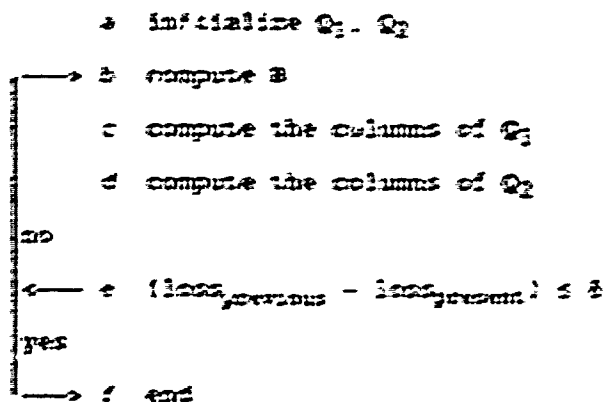 a initialize Q₁, Q₂
b compute B
c compute the columns of Q₁
d compute the columns of Q₂
no
e (loss_previous - loss_present) <
yes
f end